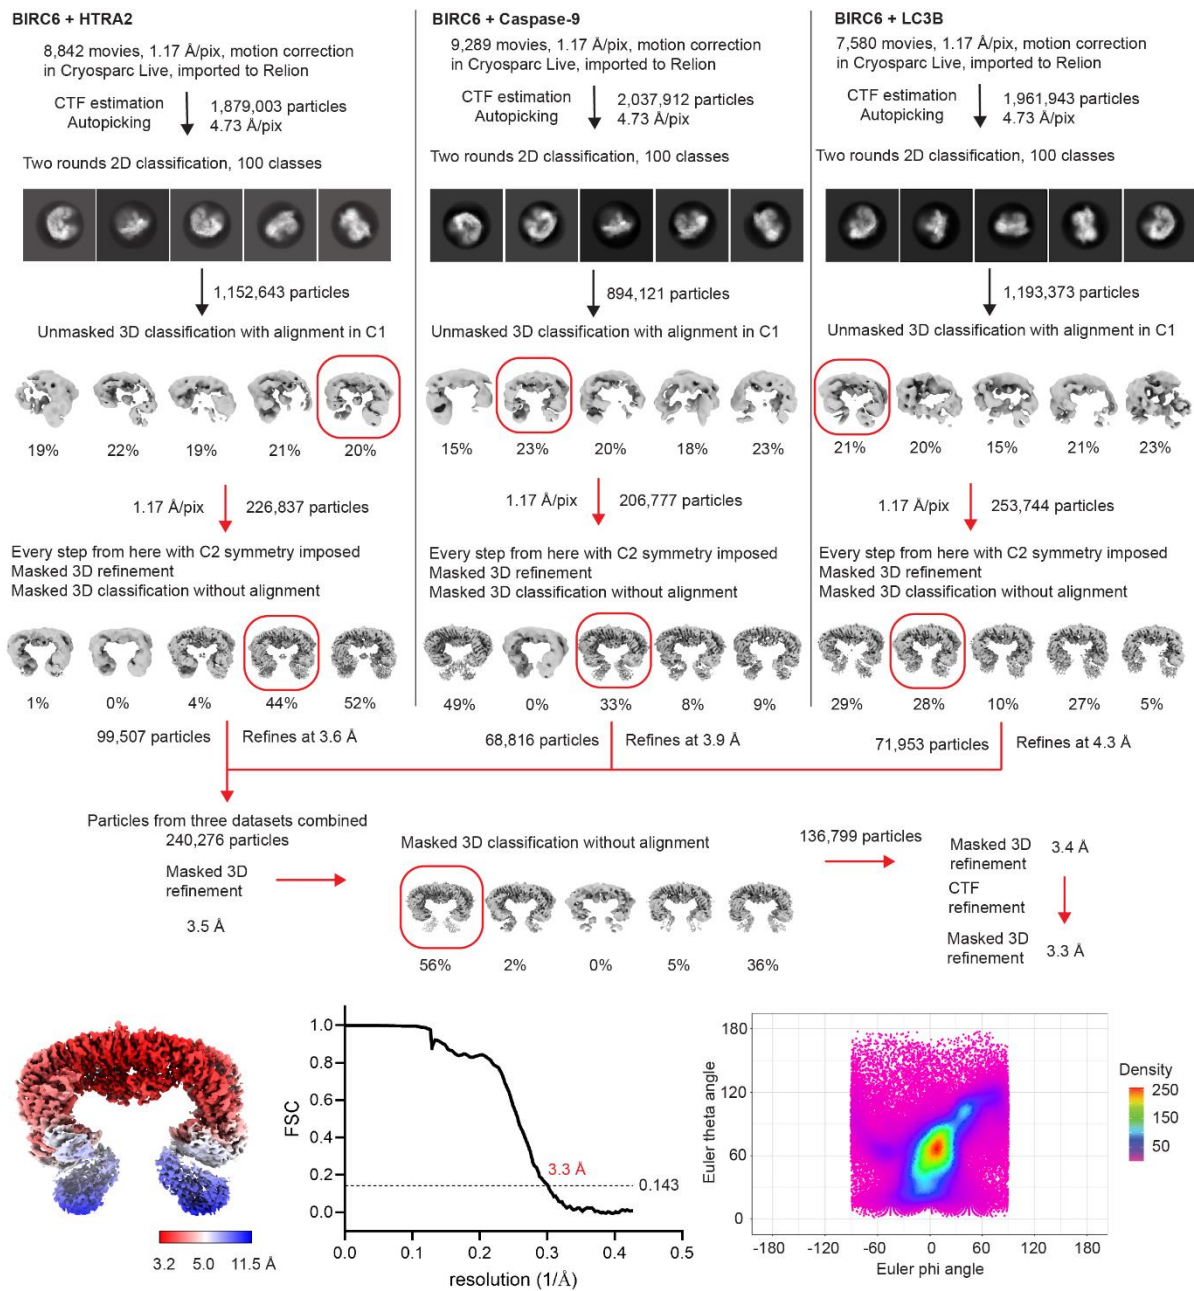 BIRC6 + HTRA2
8,842 movies, 1.17 Å/pix, motion correction
in Cryosparc Live, imported to Relion
CTF estimation
Autopicking
1,879,003 particles
4.73 Å/pix
Two rounds 2D classification, 100 classes
1,152,643 particles
Unmasked 3D classification with alignment in C1
19% 22% 19% 21% 20%
1.17 Å/pix
226,837 particles
Every step from here with C2 symmetry imposed
Masked 3D refinement
Masked 3D classification without alignment
1% 0% 4% 44% 52%
99,507 particles
Refines at 3.6 Å
BIRC6 + Caspase-9
9,289 movies, 1.17 Å/pix, motion correction
in Cryosparc Live, imported to Relion
CTF estimation
Autopicking
2,037,912 particles
4.73 Å/pix
Two rounds 2D classification, 100 classes
894,121 particles
Unmasked 3D classification with alignment in C1
15% 23% 20% 18% 23%
1.17 Å/pix
206,777 particles
Every step from here with C2 symmetry imposed
Masked 3D refinement
Masked 3D classification without alignment
49% 0% 33% 8% 9%
68,816 particles
Refines at 3.9 Å
BIRC6 + LC3B
7,580 movies, 1.17 Å/pix, motion correction
in Cryosparc Live, imported to Relion
CTF estimation
Autopicking
1,961,943 particles
4.73 Å/pix
Two rounds 2D classification, 100 classes
1,193,373 particles
Unmasked 3D classification with alignment in C1
21% 20% 15% 21% 23%
1.17 Å/pix
253,744 particles
Every step from here with C2 symmetry imposed
Masked 3D refinement
Masked 3D classification without alignment
29% 28% 10% 27% 5%
71,953 particles
Refines at 4.3 Å
Particles from three datasets combined
240,276 particles
Masked 3D
refinement
3.5 Å
Masked 3D classification without alignment
56% 2% 0% 5% 36%
136,799 particles
Masked 3D
refinement
3.4 Å
CTF
refinement
Masked 3D
refinement
3.3 Å
3.2 5.0 11.5 Å
FSC
1.0
0.8
0.6
0.4
0.2
0.0
3.3 Å
0.143
0.0 0.1 0.2 0.3 0.4 0.5
resolution (1/Å)
Euler theta angle
180
120
60
0
-180 -120 -60 0 60 120 180
Euler phi angle
Density
250
150
50